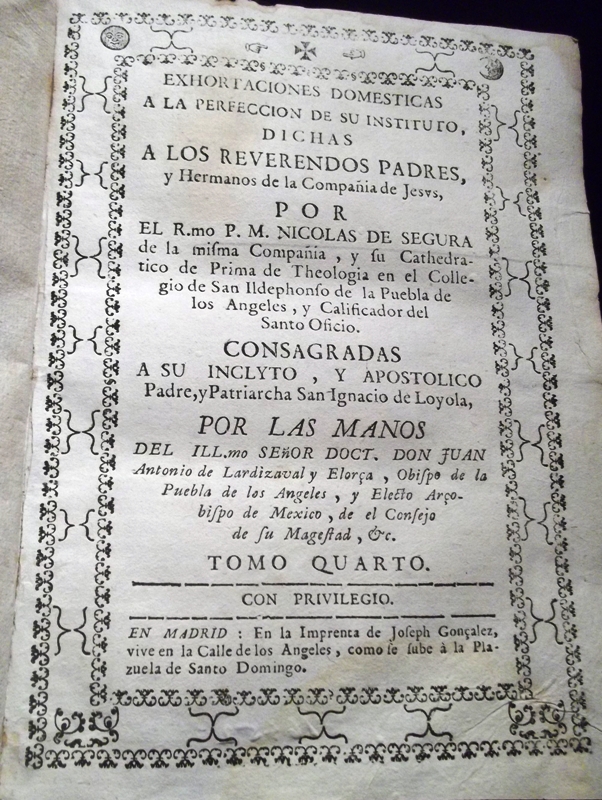 EXHORTACIONES DOMESTICAS
A LA PERFECCION DE SU INSTITUTO,
DICHAS
A LOS REVERENDOS PADRES,
y Hermanos de la Compañia de Jesvs,
POR
EL R.mo P. M. NICOLAS DE SEGURA
de la miſma Compañia, y ſu Cathedra-
tico de Prima de Theologia en el Colle-
gio de San Ildephonſo de la Puebla de
los Angeles, y Calificador del
Santo Oficio.
CONSAGRADAS
A SU INCLYTO, Y APOSTOLICO
Padre, y Patriarcha San Ignacio de Loyola,
POR LAS MANOS
DEL ILL.mo SEñOR DOCT. DON JUAN
Antonio de Lardizaval y Elorça, Obiſpo de la
Puebla de los Angeles, y Electo Arço-
biſpo de Mexico, de el Conſejo
de ſu Mageſtad, &c.
TOMO QUARTO.
CON PRIVILEGIO.
EN MADRID: En la Imprenta de Joſeph Gonçalez,
vive en la Calle de los Angeles, como ſe ſube à la Pla-
zuela de Santo Domingo.